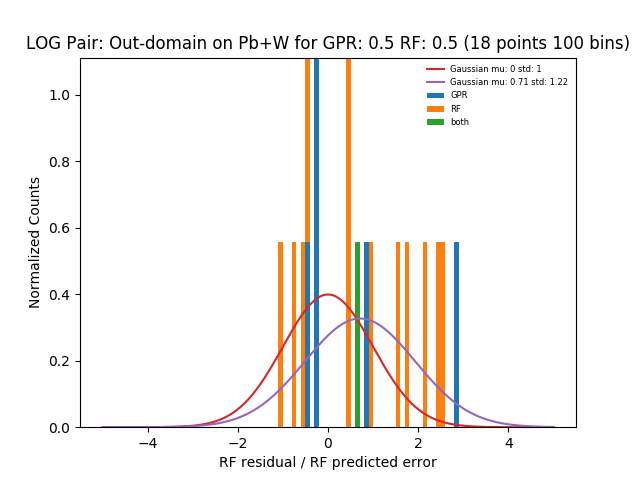 LOG Pair: Out-domain on Pb+W for GPR: 0.5 RF: 0.5 (18 points 100 bins)
Gaussian mu: 0 std: 1
Gaussian mu: 0.71 std: 1.22
GPR
RF
both
Normalized Counts
1.0
0.8
0.6
0.4
0.2
0.0
−4 −2 0 2 4
RF residual / RF predicted error